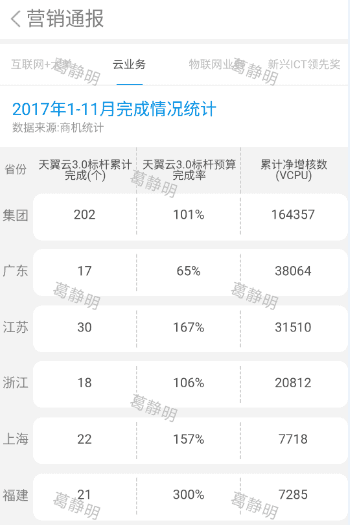 营销通报
互联网+大
云业务
物联网业务
新兴ICT领先奖
2017年1-11月完成情况统计
数据来源:商机统计
省份
天翼云3.0标杆累计完成(个)
天翼云3.0标杆预算完成率
累计净增核数(VCPU)
集团 202 101% 164357
广东 17 65% 38064
江苏 30 167% 31510
浙江 18 106% 20812
上海 22 157% 7718
福建 21 300% 7285
葛静明
葛静明
葛静明
葛静明
葛静明
葛静明
葛静明
葛静明